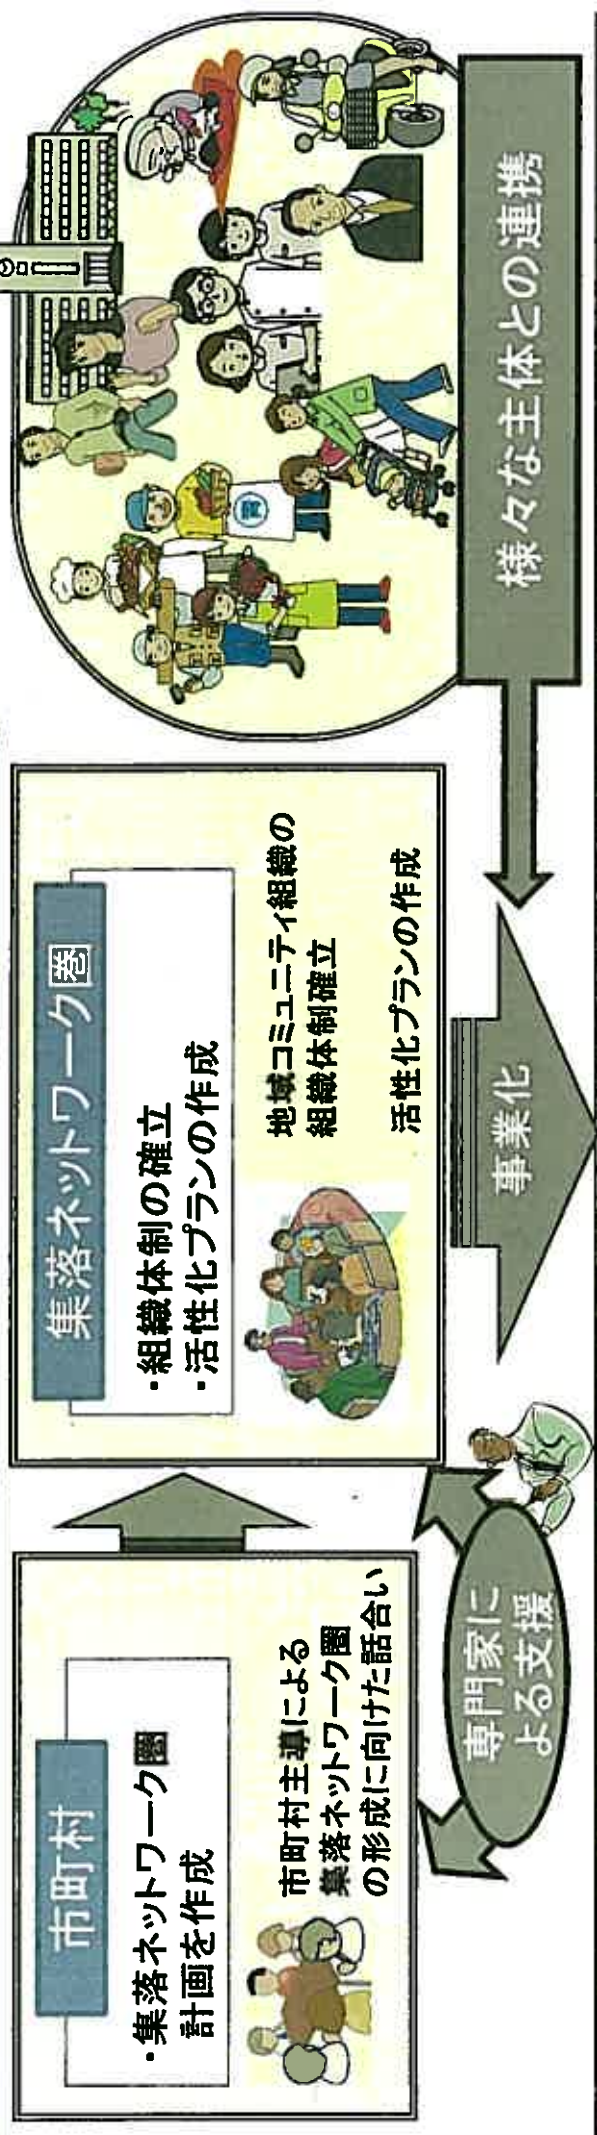 市町村
・集落ネットワーク圏
計画を作成
市町村主導による
集落ネットワーク圏
の形成に向けた話合い
専門家に
よる支援
集落ネットワーク圏
・組織体制の確立
・活性化プランの作成
地域コミュニティ組織の
組織体制確立
活性化プランの作成
事業化
様々な主体との連携